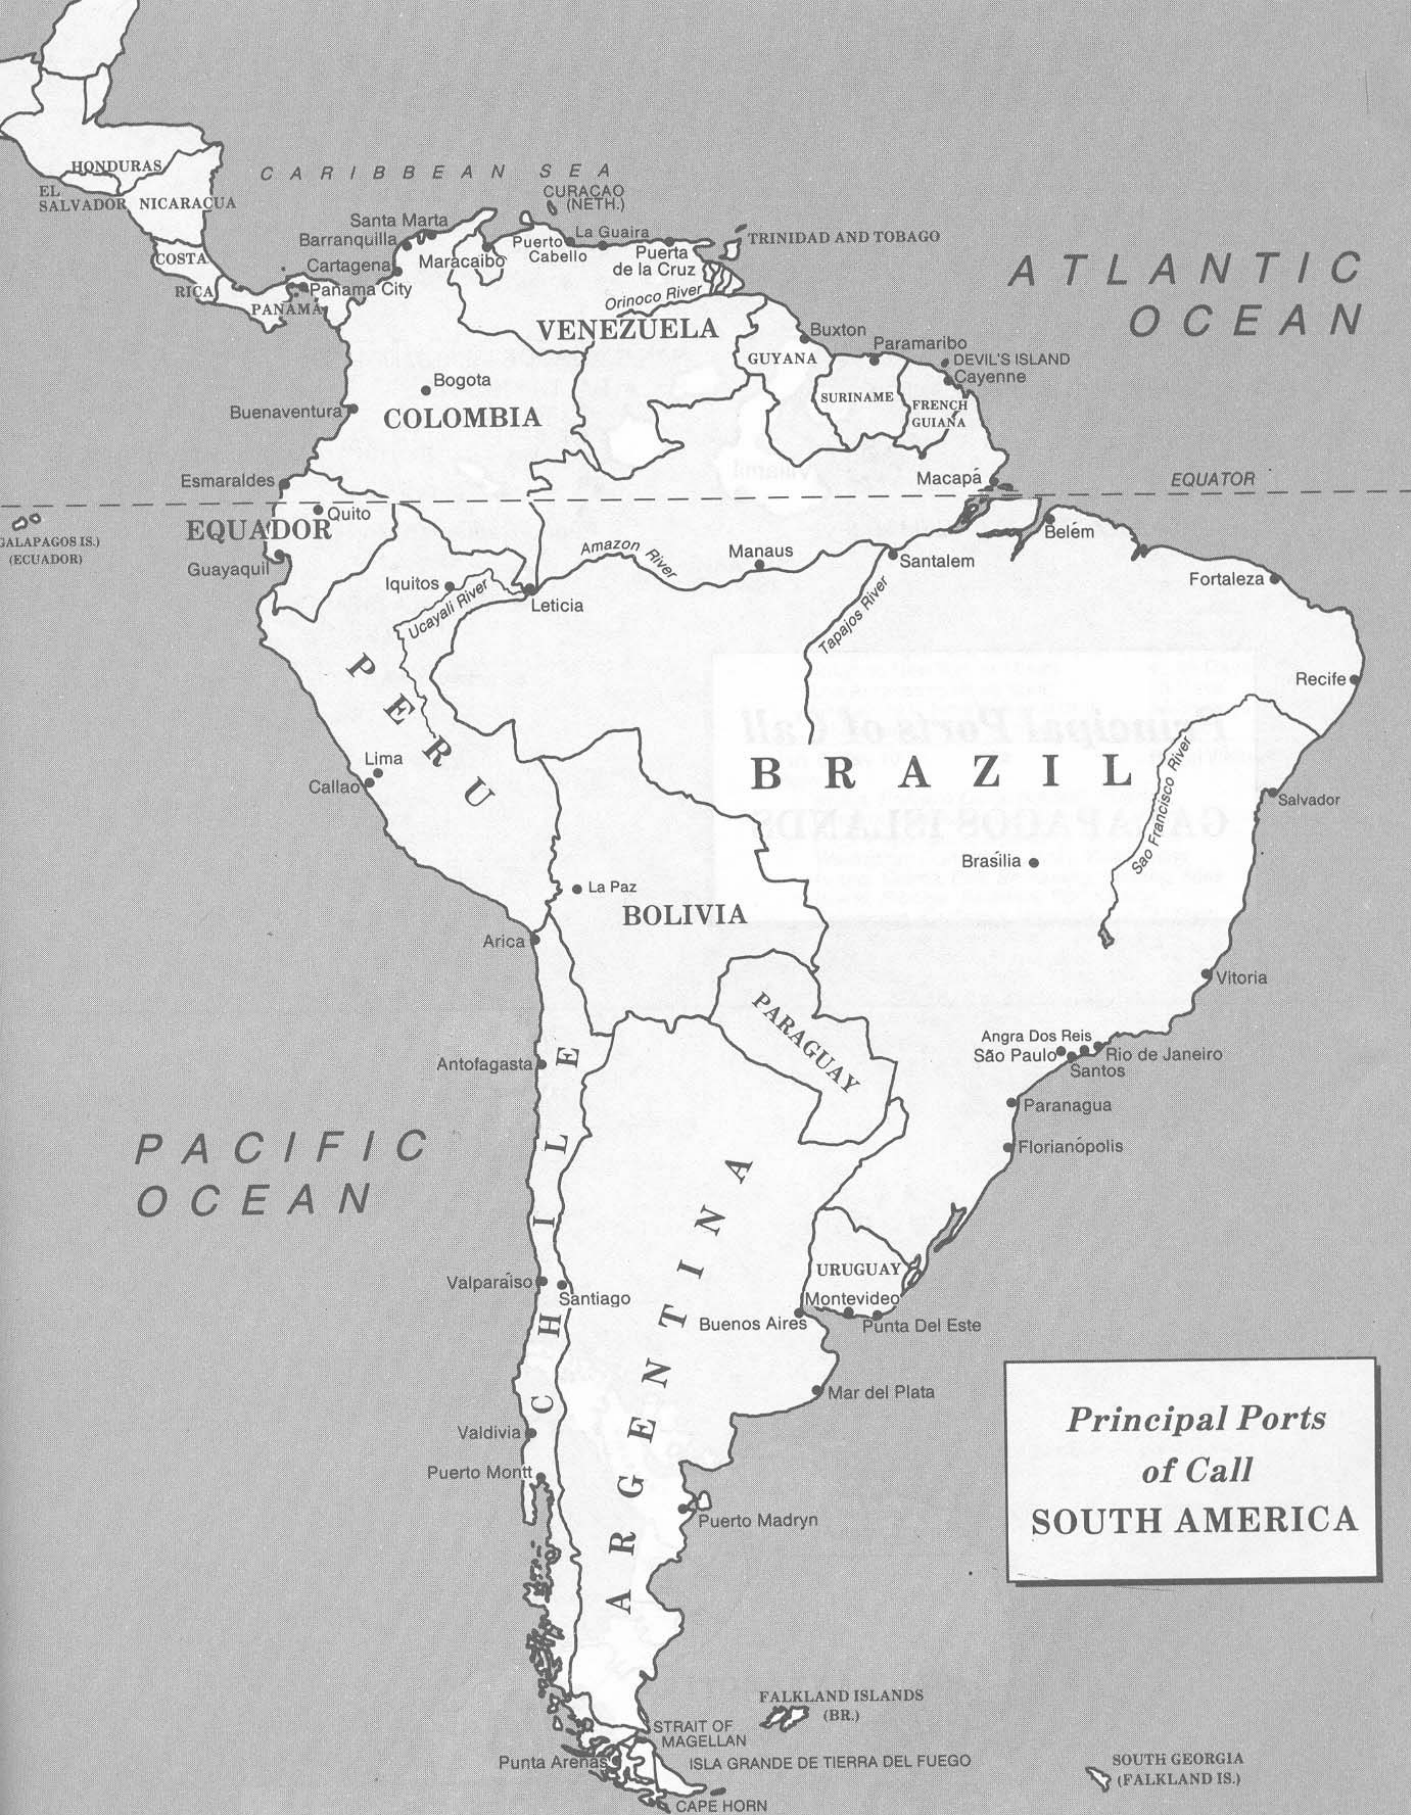 HONDURAS
EL
SALVADOR
NICARACUA
COSTA
RICA
PANAMA
CARIBBEAN SEA
CURACAO
(NETH.)
Santa Marta
Barranquilla
Cartagena
Panama City
Maracaibo
Puerto
Cabello
La Guaira
Puerta
de la Cruz
TRINIDAD AND TOBAGO
Orinoco River
VENEZUELA
ATLANTIC
OCEAN
Buxton
GUYANA
Paramaribo
DEVIL'S ISLAND
Cayenne
SURINAME
FRENCH
GUIANA
Bogota
Buenaventura
COLOMBIA
Esmaraldes
Macapá
EQUATOR
Quito
EQUADOR
GALAPAGOS IS.)
(ECUADOR)
Guayaquil
Belém
Amazon River
Manaus
Santalem
Fortaleza
Iquitos
Ucayali River
Leticia
Tapajos River
Recife
PERU
Lima
Callao
BRAZIL
Sao Francisco River
Salvador
Brasília
La Paz
BOLIVIA
Arica
Vitoria
PARAGUAY
Angra Dos Reis
São Paulo
Rio de Janeiro
Santos
Antofagasta
Paranagua
Florianópolis
PACIFIC
OCEAN
CHILE
ARGENTINA
URUGUAY
Valparaíso
Santiago
Montevideo
Buenos Aires
Punta Del Este
Mar del Plata
Valdivia
Puerto Montt
Puerto Madryn
Principal Ports
of Call
SOUTH AMERICA
FALKLAND ISLANDS
(BR.)
STRAIT OF
MAGELLAN
Punta Arenas
ISLA GRANDE DE TIERRA DEL FUEGO
SOUTH GEORGIA
(FALKLAND IS.)
CAPE HORN